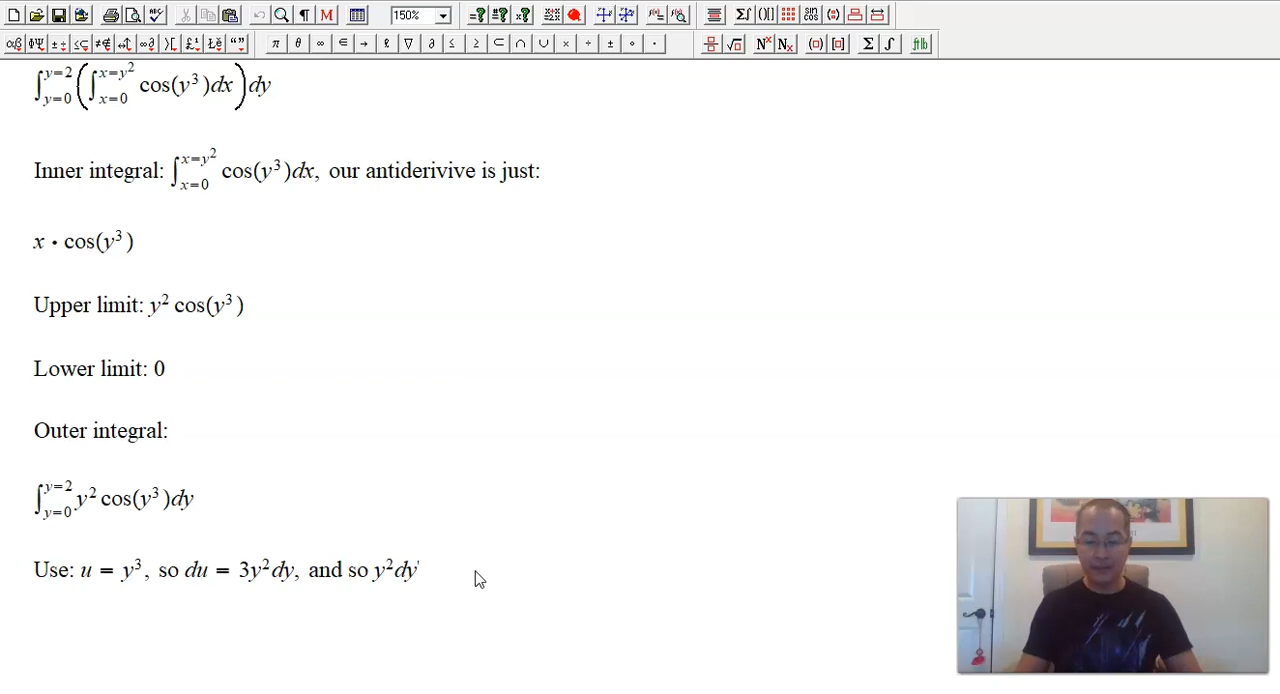 150%
∫_{y=0}^{y=2} (∫_{x=0}^{x=y²} cos(y³)dx) dy
Inner integral: ∫_{x=0}^{x=y²} cos(y³)dx, our antiderivive is just:
x • cos(y³)
Upper limit: y² cos(y³)
Lower limit: 0
Outer integral:
∫_{y=0}^{y=2} y² cos(y³)dy
Use: u = y³, so du = 3y²dy, and so y²dy